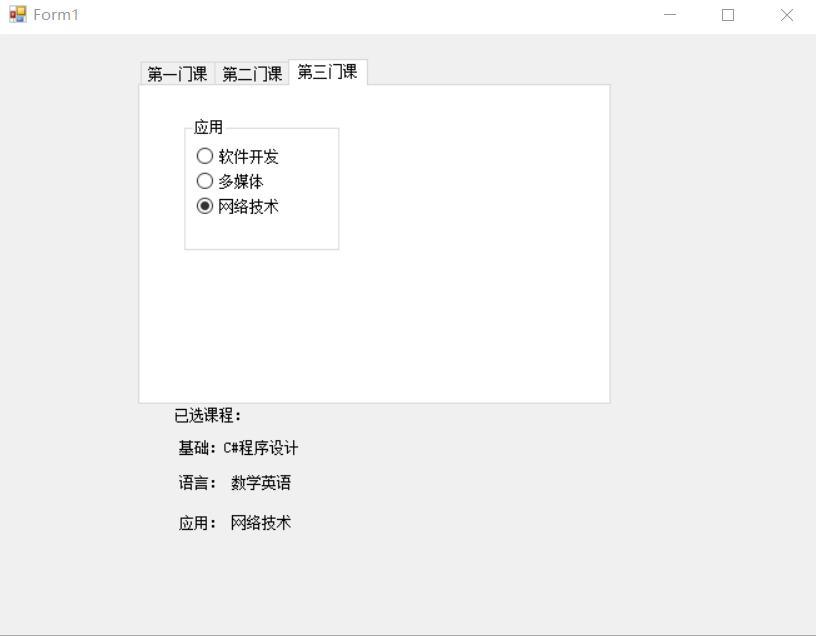 Form1
第一门课 第二门课 第三门课
应用
软件开发
多媒体
网络技术
已选课程：
基础：C#程序设计
语言： 数学英语
应用： 网络技术